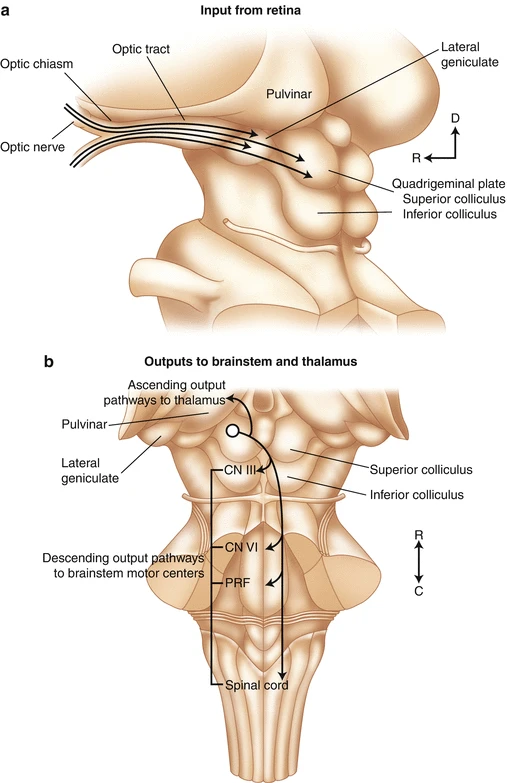 a
Input from retina
Optic tract
Lateral
geniculate
Optic chiasm
Pulvinar
D
R
Optic nerve
Quadrigeminal plate
Superior colliculus
Inferior colliculus
b
Outputs to brainstem and thalamus
Ascending output
pathways to thalamus
Pulvinar
Lateral
geniculate
CN III
Superior colliculus
Inferior colliculus
R
C
CN VI
Descending output pathways
to brainstem motor centers
PRF
Spinal cord